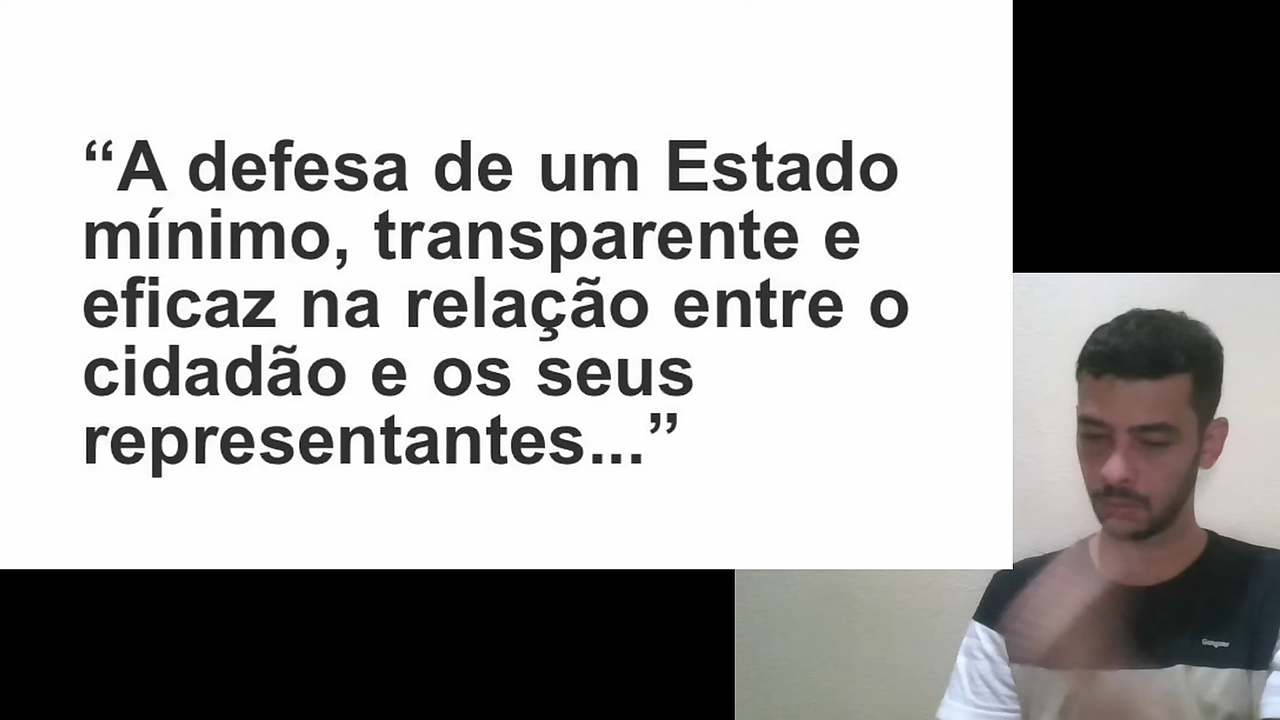 “A defesa de um Estado
mínimo, transparente e
eficaz na relação entre o
cidadão e os seus
representantes...”